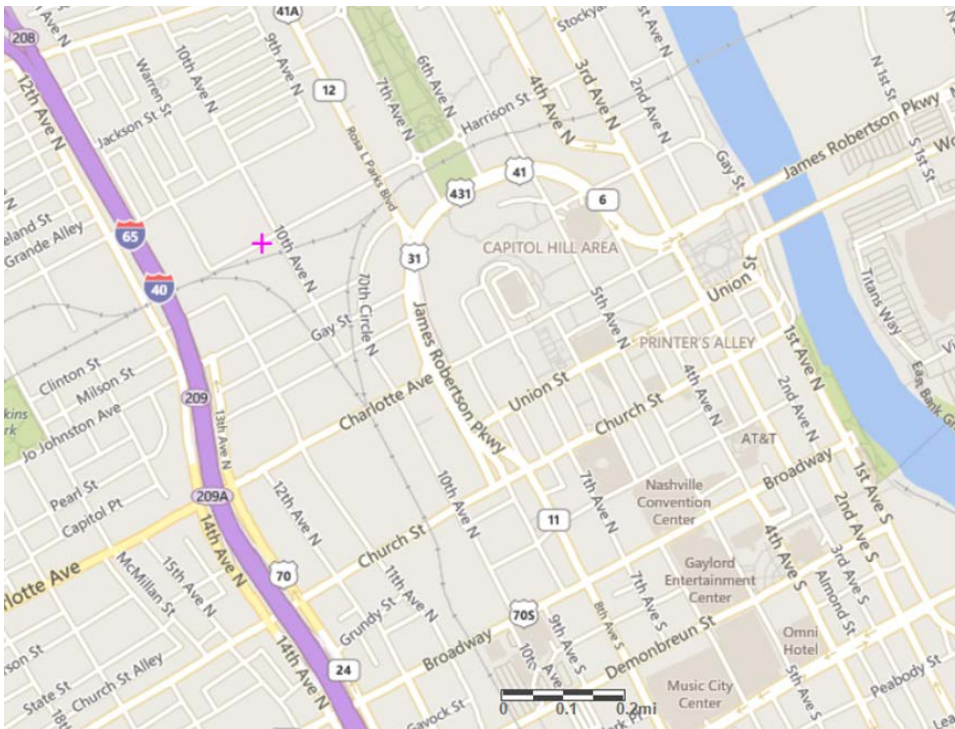 208
41A
12th Ave N
Warren St
10th Ave N
9th Ave N
12
7th Ave N
6th Ave N
Harrison St
4th Ave N
3rd Ave N
2nd Ave N
N 1st St
S 1st St
James Robertson Pkwy
Jackson St
Rosa L Parks Blvd
Gay St
41
431
6
Grande Alley
65
10th Ave N
31
CAPITOL HILL AREA
40
10th Circle N
Union St
Titans Way
Gay St
5th Ave N
PRINTER'S ALLEY
1st Ave N
Clinton St
Milson St
James Robertson Pkwy
209
Jo Johnston Ave
13th Ave N
Charlotte Ave
Union St
Church St
4th Ave N
2nd Ave N
AT&T
Pearl St
Capitol Pt
209A
12th Ave N
10th Ave N
7th Ave N
Nashville
Convention
Center
Broadway
1st Ave S
2nd Ave S
14th Ave N
11
Church St
McMillan St
15th Ave N
70
11th Ave N
Gaylord
Entertainment
Center
4th Ave S
3rd Ave S
Almond St
Grundy St
70S
8th Ave S
7th Ave S
9th Ave S
Demonbreun St
Omni
Hotel
14th Ave N
24
Broadway
State St
Church St Alley
Music City
Center
5th Ave S
Peabody St
0 0.1 0.2mi